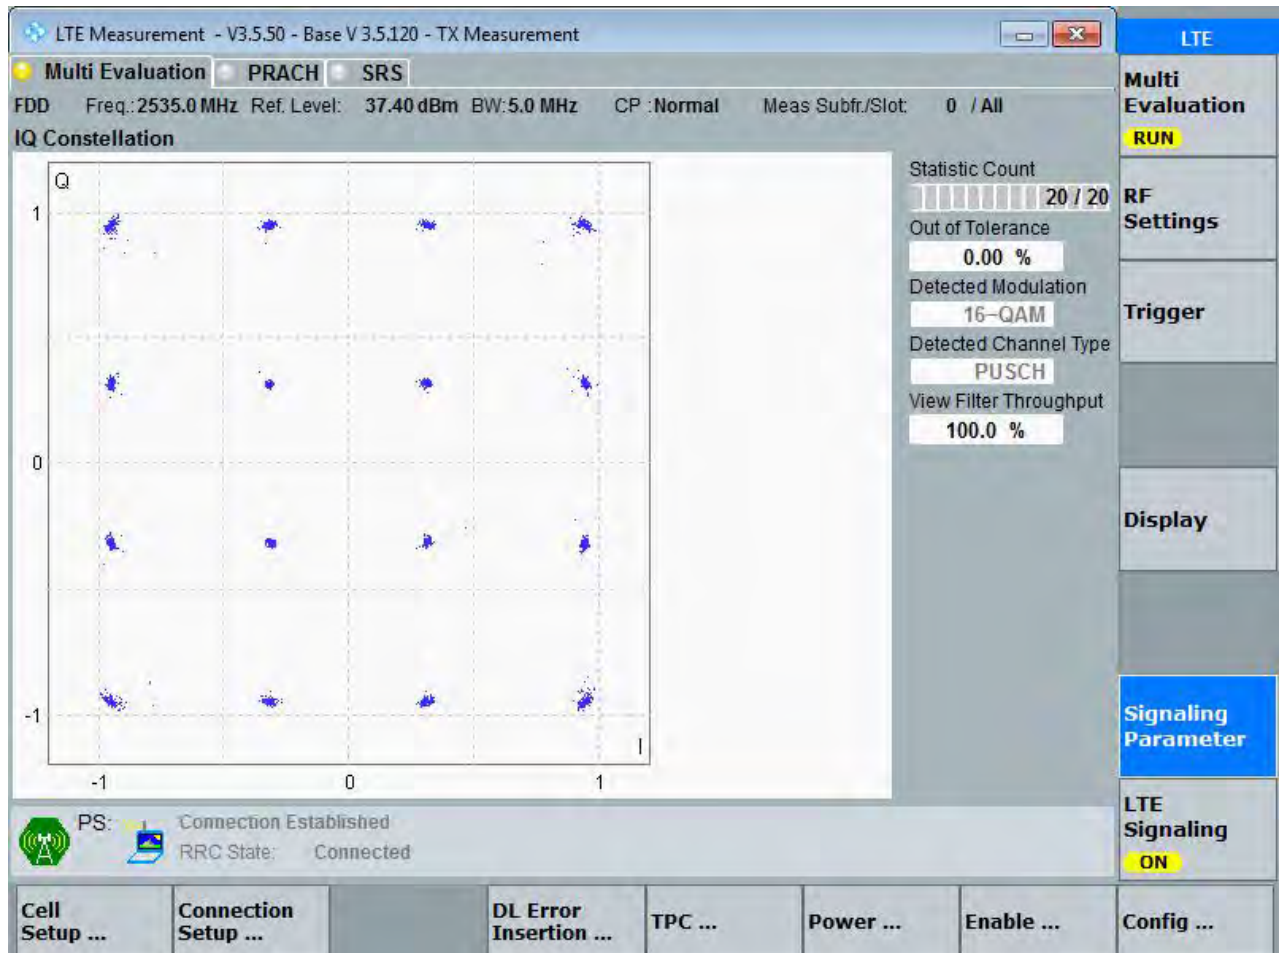 LTE Measurement - V3.5.50 - Base V 3.5.120 - TX Measurement
LTE
Multi Evaluation PRACH SRS
FDD Freq.: 2535.0 MHz Ref. Level: 37.40 dBm BW: 5.0 MHz CP : Normal Meas Subfr./Slot: 0 / All
IQ Constellation
Q
1
0
-1
I
-1 0 1
Statistic Count
20 / 20
Out of Tolerance
0.00 %
Detected Modulation
16-QAM
Detected Channel Type
PUSCH
View Filter Throughput
100.0 %
Multi
Evaluation
RUN
RF
Settings
Trigger
Display
Signaling
Parameter
LTE
Signaling
ON
PS: Connection Established
RRC State: Connected
Cell
Setup ...
Connection
Setup ...
DL Error
Insertion ...
TPC ...
Power ...
Enable ...
Config ...